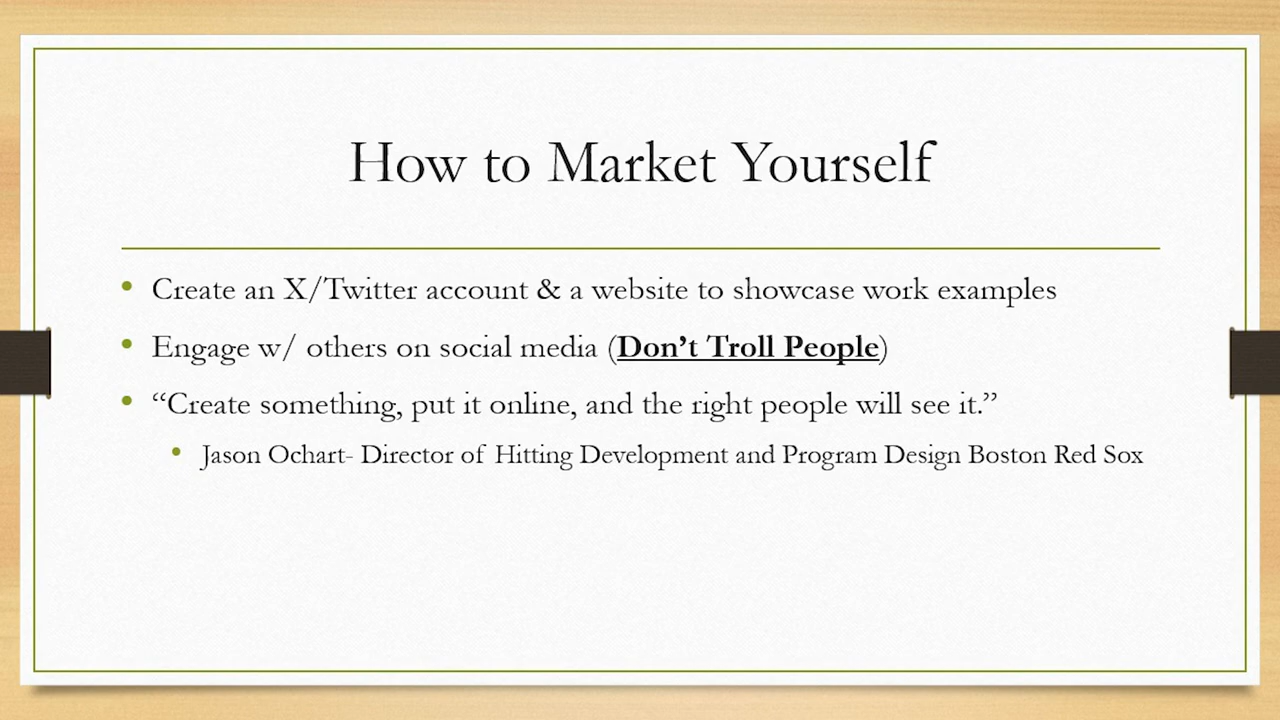 How to Market Yourself
• Create an X/Twitter account & a website to showcase work examples
• Engage w/ others on social media (Don’t Troll People)
• “Create something, put it online, and the right people will see it.”
• Jason Ochart- Director of Hitting Development and Program Design Boston Red Sox